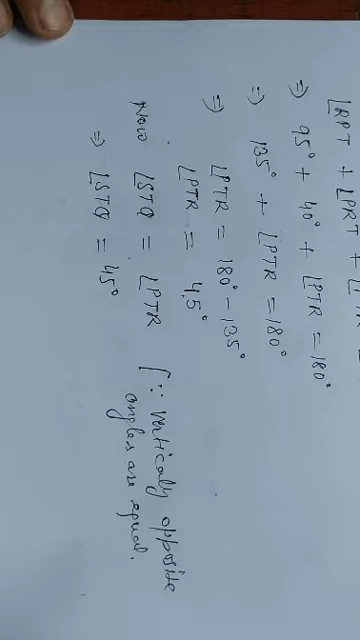 ∠RPT + ∠PRT + ∠
⇒ 95° + 40° + ∠PTR = 180°
⇒ 135° + ∠PTR = 180°
⇒ ∠PTR = 180° - 135°
∠PTR = 45°
Now ∠STQ = ∠PTR [∵ vertically opposite
angles are equal.
⇒ ∠STQ = 45°